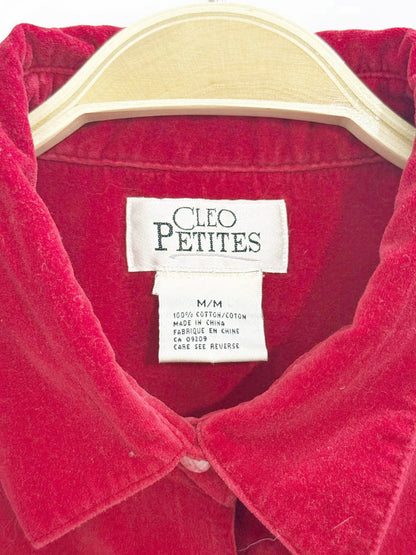 CLEO
PETITES
M/M
100% COTTON/COTON
MADE IN CHINA
FABRIQUE EN CHINE
CA 09209
CARE SEE REVERSE